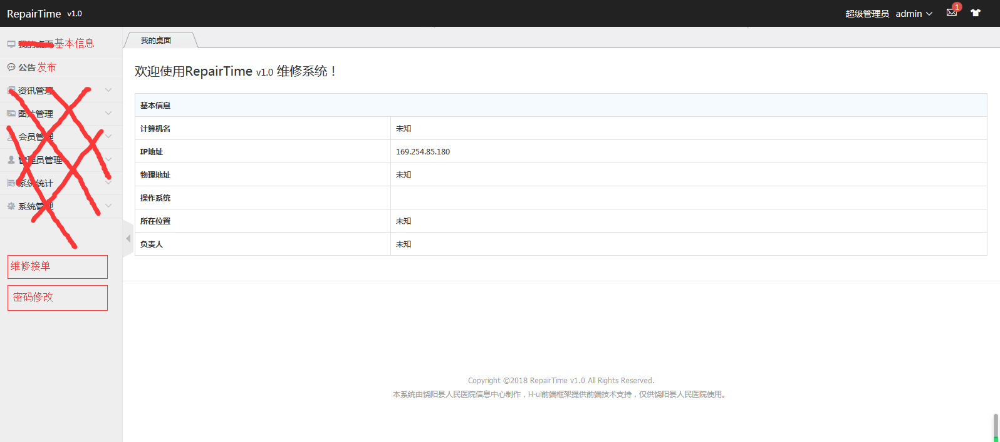 RepairTime v1.0
超级管理员 admin
1
我的桌面 基本信息
公告 发布
资讯管理
图片管理
会员管理
管理员管理
系统统计
系统管理
维修接单
密码修改
我的桌面
欢迎使用RepairTime v1.0 维修系统！
基本信息
计算机名 未知
IP地址 169.254.85.180
物理地址 未知
操作系统
所在位置 未知
负责人 未知
Copyright ©2018 RepairTime v1.0 All Rights Reserved.
本系统由饶阳县人民医院信息中心制作，H-ui前端框架提供前端技术支持，仅供饶阳县人民医院使用。